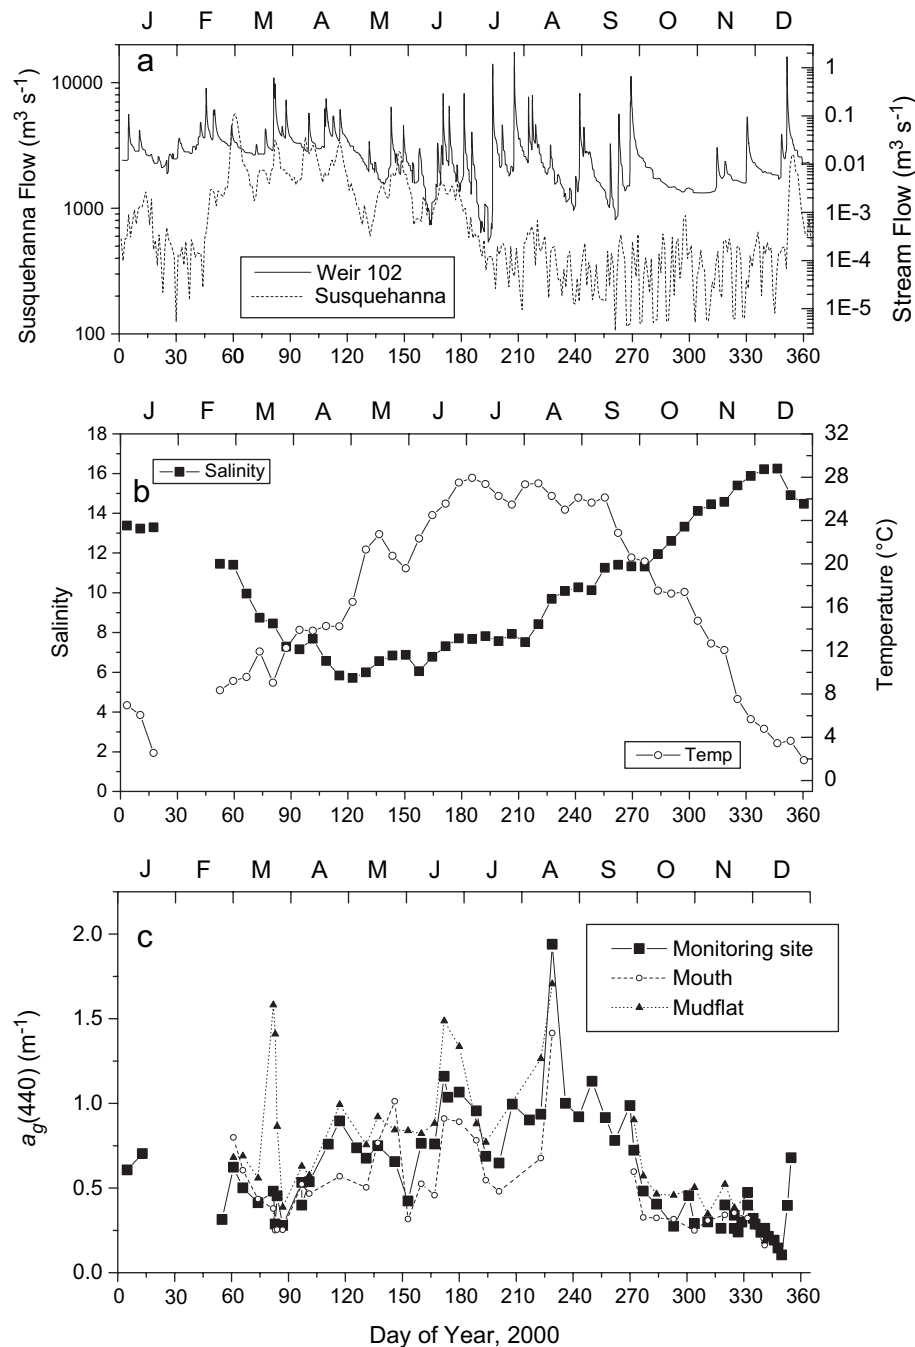 J F M A M J J A S O N D
a
10000
1000
100
Susquehanna Flow (m³ s⁻¹)
1
0.1
0.01
1E-3
1E-4
1E-5
Stream Flow (m³ s⁻¹)
Weir 102
Susquehanna
0 30 60 90 120 150 180 210 240 270 300 330 360
J F M A M J J A S O N D
b
18
16
14
12
10
8
6
4
2
0
Salinity
32
28
24
20
16
12
8
4
0
Temperature (°C)
Salinity
Temp
0 30 60 90 120 150 180 210 240 270 300 330 360
J F M A M J J A S O N D
c
2.0
1.5
1.0
0.5
0.0
a_g(440) (m⁻¹)
Monitoring site
Mouth
Mudflat
0 30 60 90 120 150 180 210 240 270 300 330 360
Day of Year, 2000